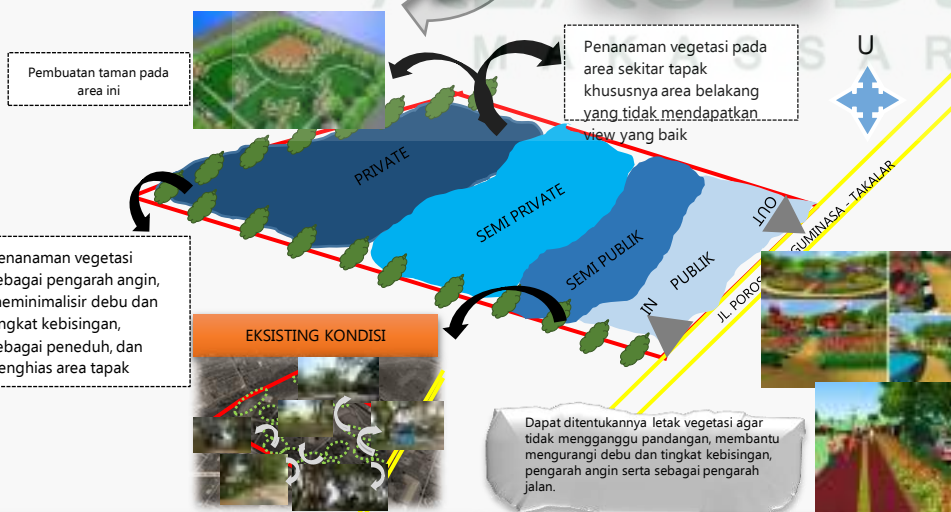 MAKASSAR
Pembuatan taman pada
area ini
Penanaman vegetasi pada
area sekitar tapak
khususnya area belakang
yang tidak mendapatkan
view yang baik
U
PRIVATE
SEMI PRIVATE
SEMI PUBLIK
PUBLIK
OUT
IN
GUMINASA - TAKALAR
JL. POROS
enanaman vegetasi
ebagai pengarah angin,
eminimalisir debu dan
ngkat kebisingan,
ebagai peneduh, dan
enghias area tapak
EKSISTING KONDISI
Dapat ditentukannya letak vegetasi agar
tidak mengganggu pandangan, membantu
mengurangi debu dan tingkat kebisingan,
pengarah angin serta sebagai pengarah
jalan.